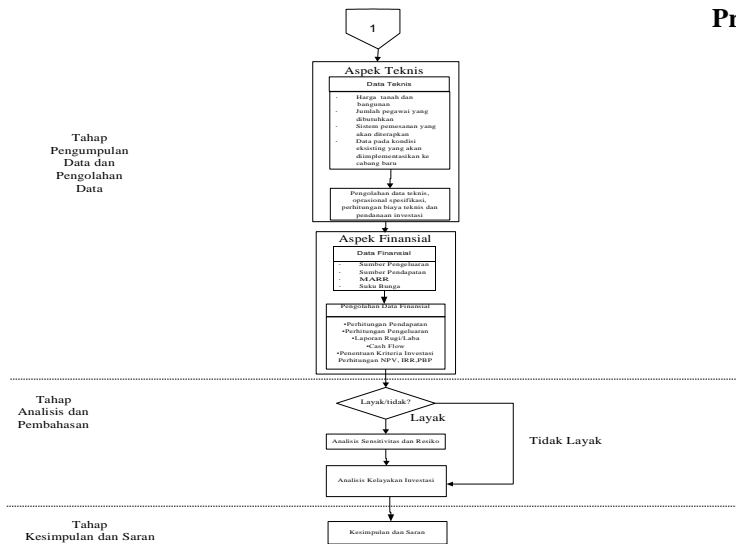 Pr
1
Aspek Teknis
Data Teknis
- Harga tanah dan
bangunan
- Jumlah pegawai yang
dibutuhkan
- Sistem pemesanan yang
akan diterapkan
- Data pada kondisi
eksisting yang akan
diimplementasikan ke
cabang baru
Tahap
Pengumpulan
Data dan
Pengolahan
Data
Pengolahan data teknis,
oprasional spesifikasi,
perhitungan biaya teknis dan
pendanaan investasi
Aspek Finansial
Data Finansial
- Sumber Pengeluaran
- Sumber Pendapatan
- MARR
- Suku Bunga
Pengolahan Data Finansial
•Perhitungan Pendapatan
•Perhitungan Pengeluaran
•Laporan Rugi/Laba
•Cash Flow
•Penentuan Kriteria Investasi
Perhitungan NPV, IRR,PBP
Tahap
Analisis dan
Pembahasan
Layak/tidak?
Layak
Tidak Layak
Analisis Sensitivitas dan Resiko
Analisis Kelayakan Investasi
Tahap
Kesimpulan dan Saran
Kesimpulan dan Saran